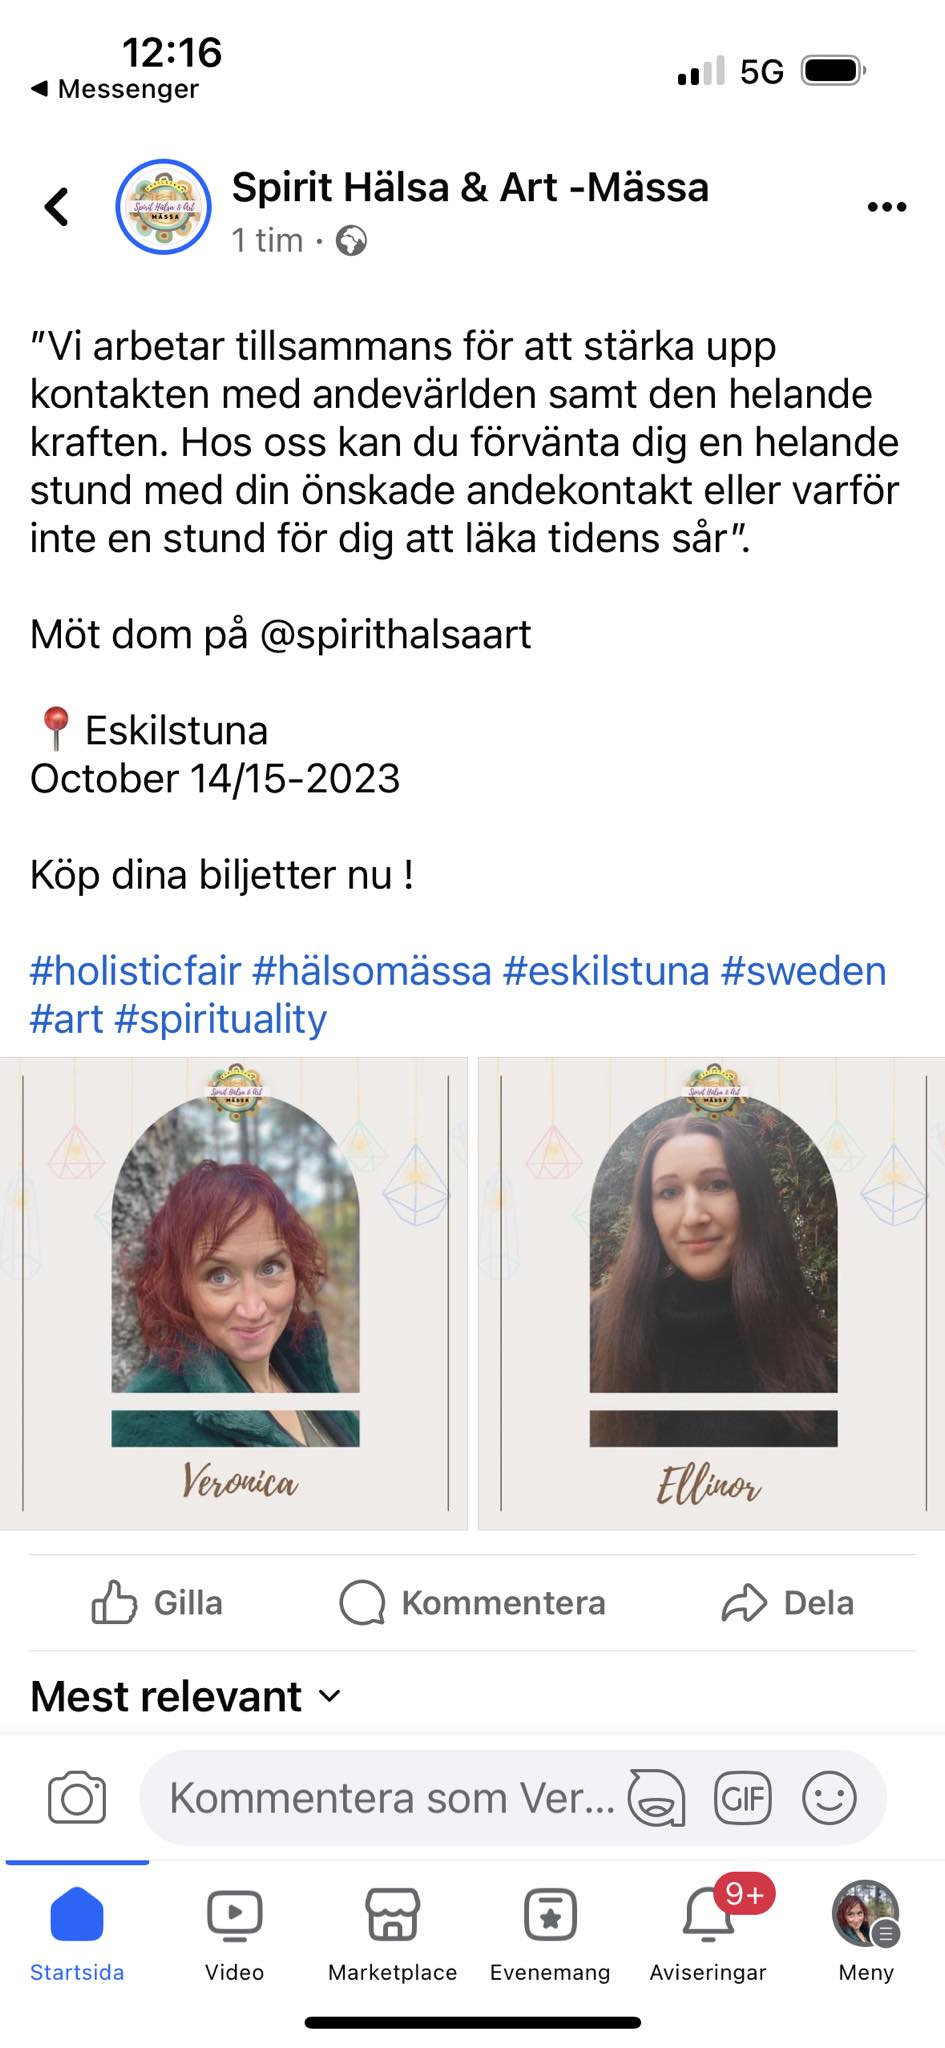 12:16
Messenger
5G
Spirit Hälsa & Art -Mässa
1 tim ·
"Vi arbetar tillsammans för att stärka upp
kontakten med andevärlden samt den helande
kraften. Hos oss kan du förvänta dig en helande
stund med din önskade andekontakt eller varför
inte en stund för dig att läka tidens sår".
Möt dom på @spirithalsaart
📍 Eskilstuna
October 14/15-2023
Köp dina biljetter nu !
#holisticfair #hälsomässa #eskilstuna #sweden
#art #spirituality
Spirit Hälsa & Art
MÄSSA
Spirit Hälsa & Art
MÄSSA
Veronica
Ellinor
Gilla
Kommentera
Dela
Mest relevant
Kommentera som Ver...
GIF
9+
Startsida
Video
Marketplace
Evenemang
Aviseringar
Meny